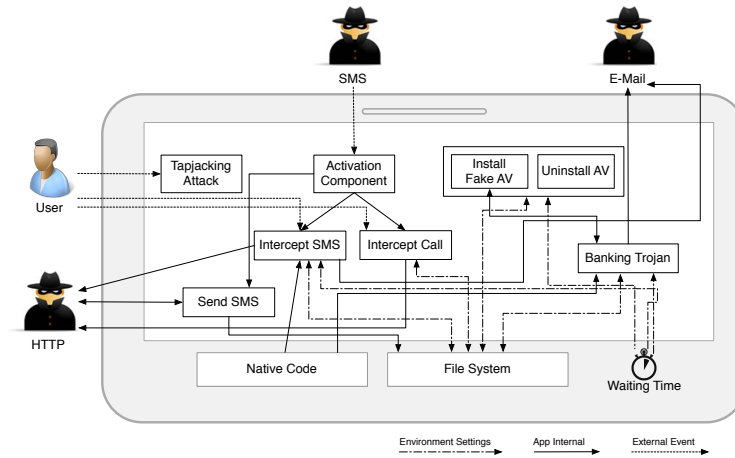 SMS
E-Mail
Tapjacking
Attack
Activation
Component
Install
Fake AV
Uninstall AV
User
Intercept SMS
Intercept Call
Banking Trojan
Send SMS
HTTP
Native Code
File System
Waiting Time
Environment Settings
App Internal
External Event